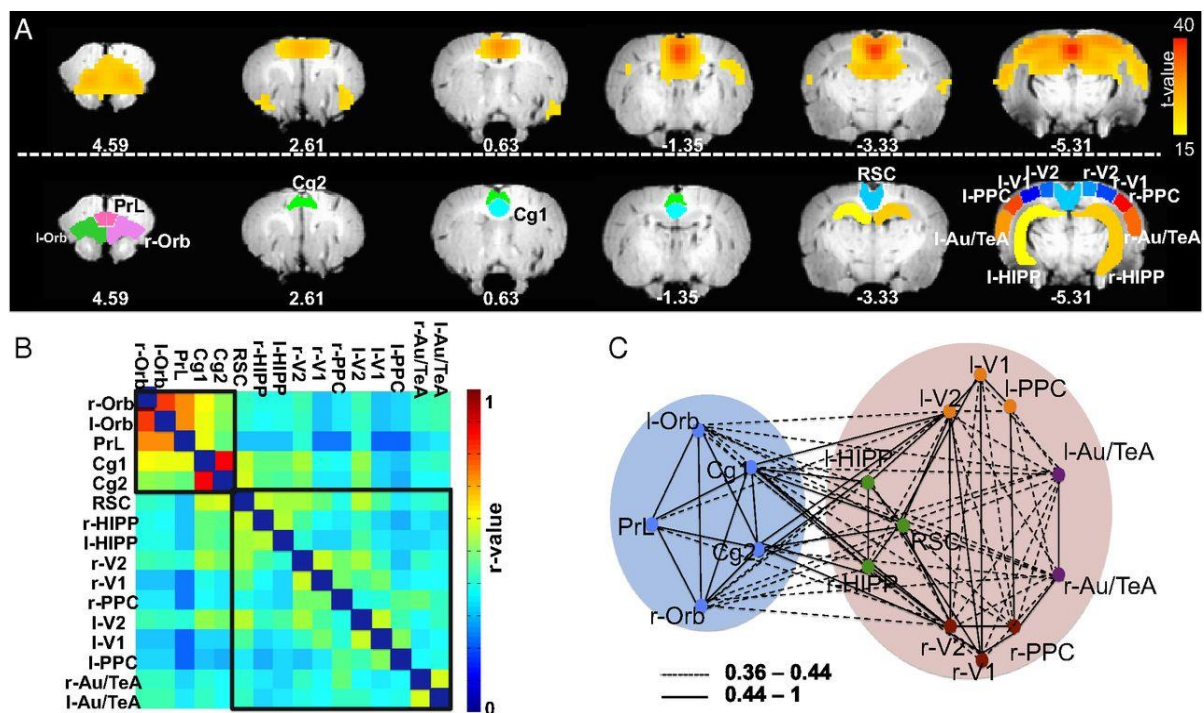 A
40
t-value
15
4.59
2.61
0.63
-1.35
-3.33
-5.31
Cg2
RSC
l-V1
l-V2
r-V2
r-V1
l-PPC
r-PPC
PrL
l-Orb
r-Orb
Cg1
l-Au/TeA
r-Au/TeA
l-HIPP
r-HIPP
4.59
2.61
0.63
-1.35
-3.33
-5.31
B
r-Orb
l-Orb
PrL
Cg1
Cg2
RSC
r-HIPP
l-HIPP
r-V2
r-V1
r-PPC
l-V2
l-V1
l-PPC
r-Au/TeA
l-Au/TeA
r-Orb
l-Orb
PrL
Cg1
Cg2
RSC
r-HIPP
l-HIPP
r-V2
r-V1
r-PPC
l-V2
l-V1
l-PPC
r-Au/TeA
l-Au/TeA
1
r-value
0
C
l-V1
l-PPC
l-V2
l-Orb
l-HIPP
l-Au/TeA
Cg1
PrL
RSC
Cg2
r-HIPP
r-Au/TeA
r-Orb
r-V2
r-PPC
r-V1
0.36 – 0.44
0.44 – 1